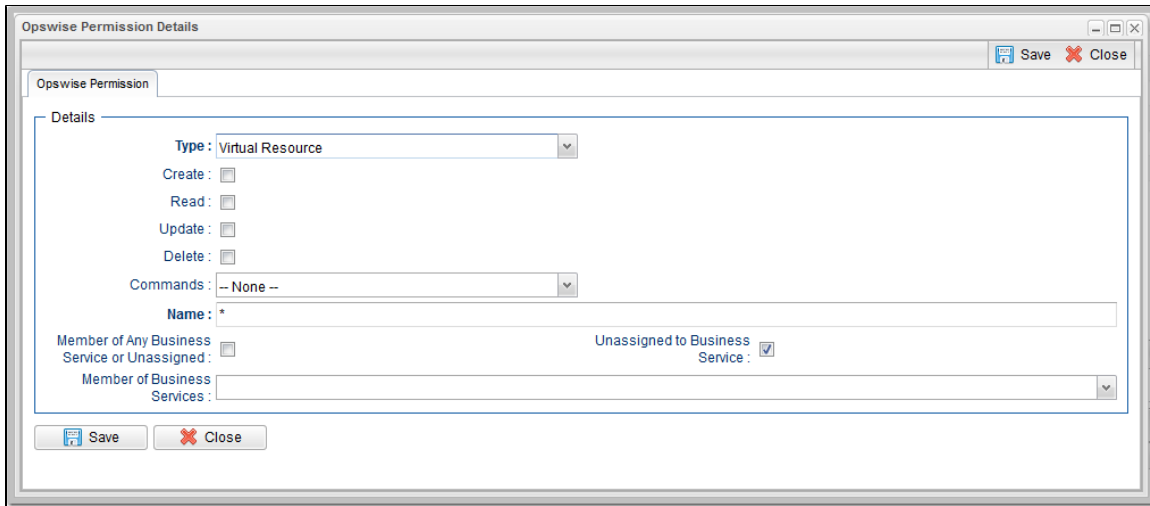 Opswise Permission Details
Save Close
Opswise Permission
Details
Type : Virtual Resource
Create :
Read :
Update :
Delete :
Commands : -- None --
Name : *
Member of Any Business Service or Unassigned :
Unassigned to Business Service :
Member of Business Services :
Save Close